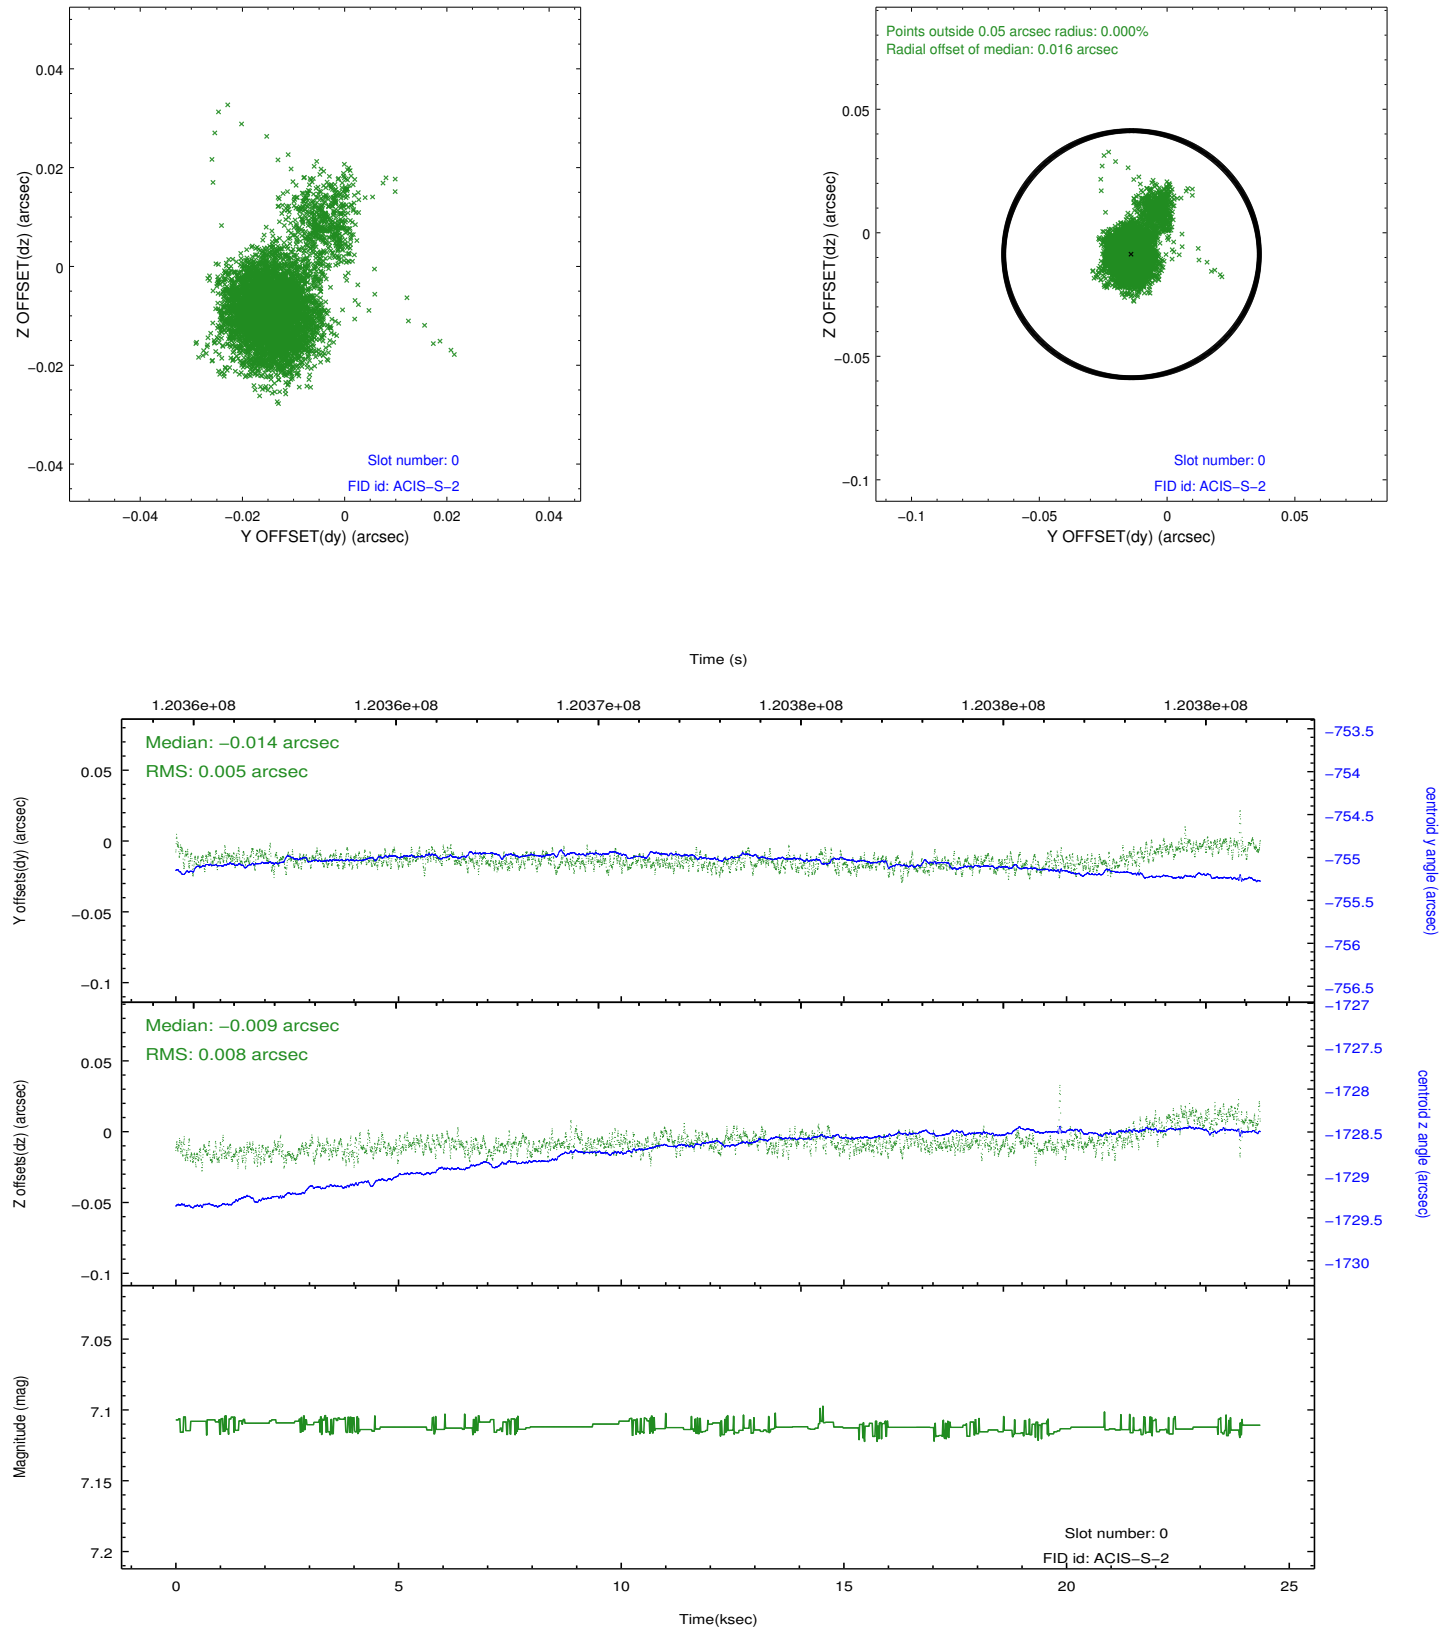 0.04
0.02
0
−0.02
−0.04
Z OFFSET(dz) (arcsec)
Slot number: 0
FID id: ACIS−S−2
−0.04 −0.02 0 0.02 0.04
Y OFFSET(dy) (arcsec)
Points outside 0.05 arcsec radius: 0.000%
Radial offset of median: 0.016 arcsec
0.05
0
−0.05
−0.1
Z OFFSET(dz) (arcsec)
Slot number: 0
FID id: ACIS−S−2
−0.1 −0.05 0 0.05
Y OFFSET(dy) (arcsec)
Time (s)
1.2036e+08 1.2036e+08 1.2037e+08 1.2038e+08 1.2038e+08 1.2038e+08
Median: −0.014 arcsec
RMS: 0.005 arcsec
0.05
0
−0.05
−0.1
Y offsets(dy) (arcsec)
−753.5
−754
−754.5
−755
−755.5
−756
−756.5
centroid y angle (arcsec)
Median: −0.009 arcsec
RMS: 0.008 arcsec
0.05
0
−0.05
−0.1
Z offsets(dz) (arcsec)
−1727
−1727.5
−1728
−1728.5
−1729
−1729.5
−1730
centroid z angle (arcsec)
7.05
7.1
7.15
7.2
Magnitude (mag)
Slot number: 0
FID id: ACIS−S−2
0 5 10 15 20 25
Time(ksec)